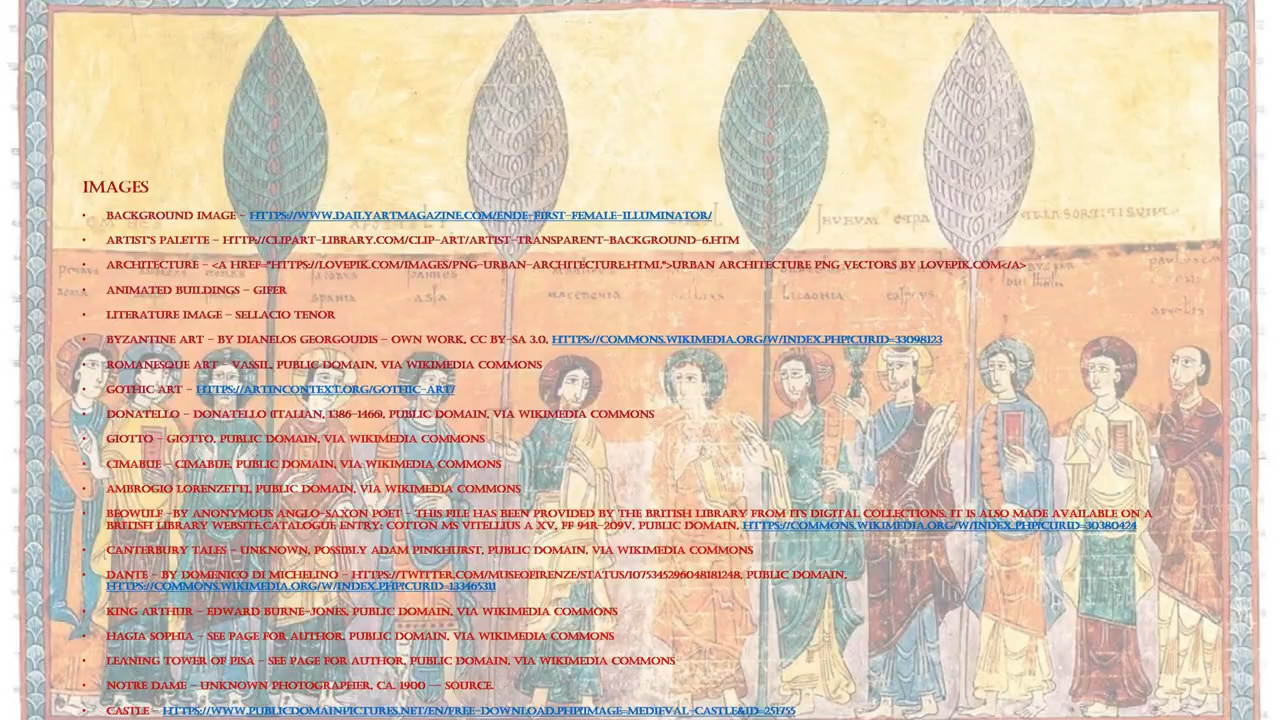 IMAGES
• BACKGROUND IMAGE – HTTPS://WWW.DAILYARTMAGAZINE.COM/ENDE-FIRST-FEMALE-ILLUMINATOR/
• ARTIST'S PALETTE – HTTP://CLIPART-LIBRARY.COM/CLIP-ART/ARTIST-TRANSPARENT-BACKGROUND-6.HTM
• ARCHITECTURE – <A HREF="HTTPS://LOVEPIK.COM/IMAGES/PNG-URBAN-ARCHITECTURE.HTML">URBAN ARCHITECTURE PNG VECTORS BY LOVEPIK.COM</A>
• ANIMATED BUILDINGS – GIFER
• LITERATURE IMAGE – SELLACIO TENOR
• BYZANTINE ART – BY DIANELOS GEORGOUDIS – OWN WORK, CC BY-SA 3.0, HTTPS://COMMONS.WIKIMEDIA.ORG/W/INDEX.PHP?CURID=33098123
• ROMANESQUE ART – VASSIL, PUBLIC DOMAIN, VIA WIKIMEDIA COMMONS
• GOTHIC ART – HTTPS://ARTINCONTEXT.ORG/GOTHIC-ART/
• DONATELLO – DONATELLO (ITALIAN, 1386-1466), PUBLIC DOMAIN, VIA WIKIMEDIA COMMONS
• GIOTTO – GIOTTO, PUBLIC DOMAIN, VIA WIKIMEDIA COMMONS
• CIMABUE – CIMABUE, PUBLIC DOMAIN, VIA WIKIMEDIA COMMONS
• AMBROGIO LORENZETTI, PUBLIC DOMAIN, VIA WIKIMEDIA COMMONS
• BEOWULF –BY ANONYMOUS ANGLO-SAXON POET – THIS FILE HAS BEEN PROVIDED BY THE BRITISH LIBRARY FROM ITS DIGITAL COLLECTIONS. IT IS ALSO MADE AVAILABLE ON A
BRITISH LIBRARY WEBSITE.CATALOGUE ENTRY: COTTON MS VITELLIUS A XV, FF 94R–209V, PUBLIC DOMAIN, HTTPS://COMMONS.WIKIMEDIA.ORG/W/INDEX.PHP?CURID=30380424
• CANTERBURY TALES – UNKNOWN, POSSIBLY ADAM PINKHURST, PUBLIC DOMAIN, VIA WIKIMEDIA COMMONS
• DANTE – BY DOMENICO DI MICHELINO – HTTPS://TWITTER.COM/MUSEOFIRENZE/STATUS/1075345296048181248, PUBLIC DOMAIN,
HTTPS://COMMONS.WIKIMEDIA.ORG/W/INDEX.PHP?CURID=133465311
• KING ARTHUR – EDWARD BURNE-JONES, PUBLIC DOMAIN, VIA WIKIMEDIA COMMONS
• HAGIA SOPHIA – SEE PAGE FOR AUTHOR, PUBLIC DOMAIN, VIA WIKIMEDIA COMMONS
• LEANING TOWER OF PISA – SEE PAGE FOR AUTHOR, PUBLIC DOMAIN, VIA WIKIMEDIA COMMONS
• NOTRE DAME – UNKNOWN PHOTOGRAPHER, CA. 1900 — SOURCE.
• CASTLE – HTTPS://WWW.PUBLICDOMAINPICTURES.NET/EN/FREE-DOWNLOAD.PHP?IMAGE=MEDIEVAL-CASTLE&ID=251755